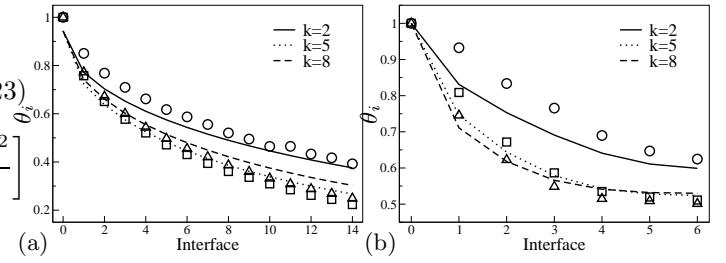 23)
2
θi
1
0.8
0.6
0.4
0.2
0 2 4 6 8 10 12 14
Interface
(a)
k=2
k=5
k=8
θi
1
0.9
0.8
0.7
0.6
0.5
0 1 2 3 4 5 6
Interface
(b)
k=2
k=5
k=8